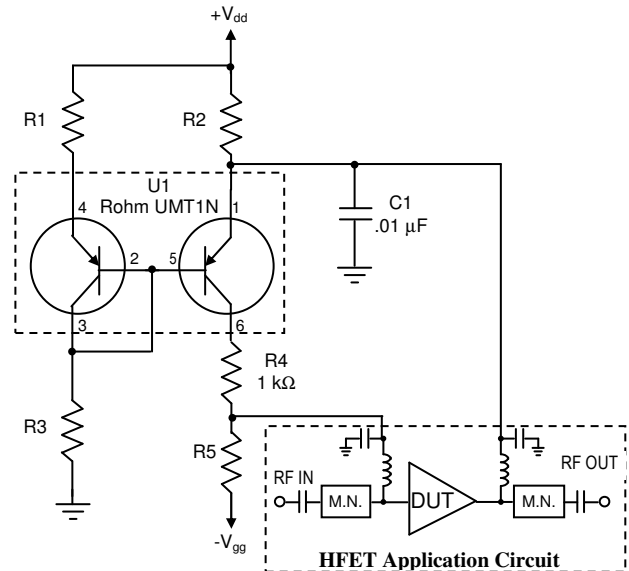 +Vdd
R1
R2
U1
Rohm UMT1N
4
1
C1
.01 µF
2
5
3
6
R4
1 kΩ
R3
R5
RF IN
RF OUT
M.N.
DUT
M.N.
-Vgg
HFET Application Circuit